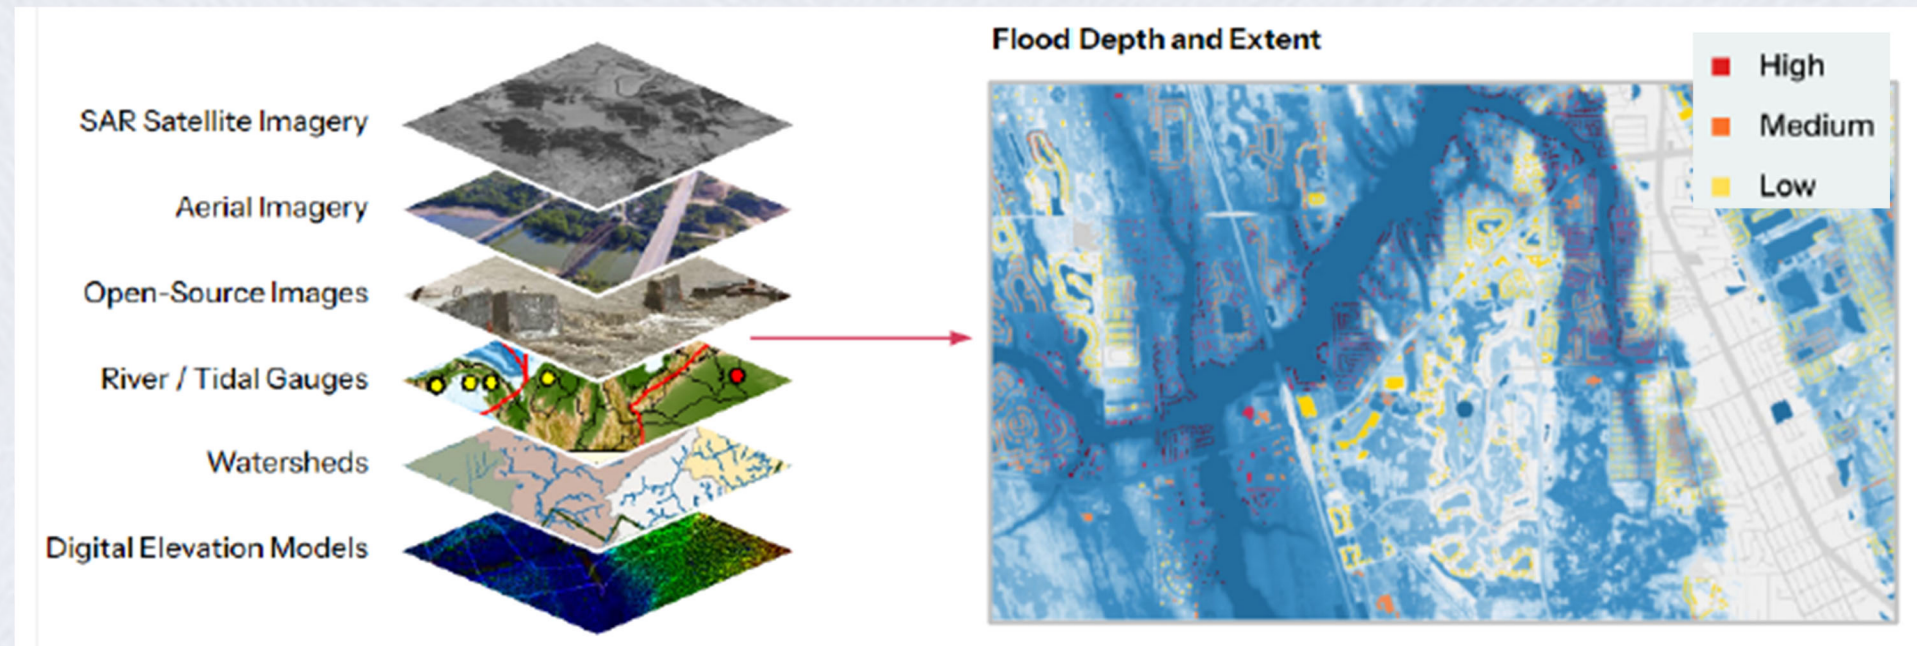 SAR Satellite Imagery
Aerial Imagery
Open-Source Images
River / Tidal Gauges
Watersheds
Digital Elevation Models
Flood Depth and Extent
High
Medium
Low